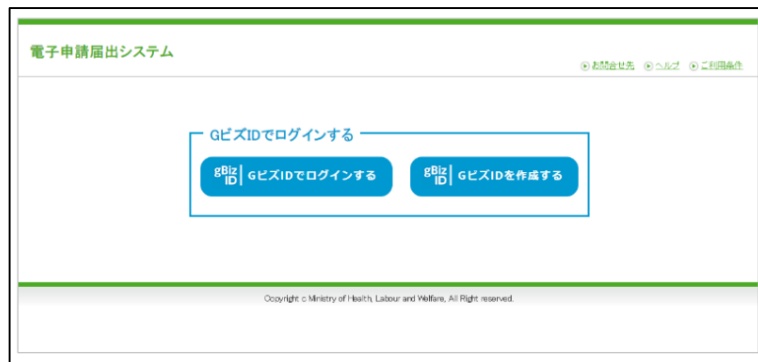 電子申請届出システム
お問合せ先 ヘルプ ご利用条件
GビズIDでログインする
gBiz ID GビズIDでログインする gBiz ID GビズIDを作成する
Copyright c Ministry of Health, Labour and Welfare, All Right reserved.